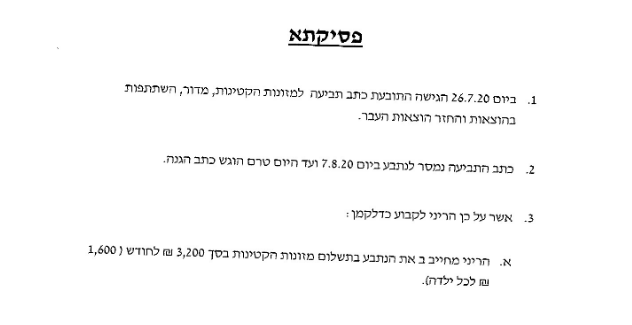 פסיקתא
1. ביום 26.7.20 הגישה התובעת כתב תביעה למזונות הקטינות, מדור, השתתפות
בהוצאות והחזר הוצאות העבר.
2. כתב התביעה נמסר לנתבע ביום 7.8.20 ועד היום טרם הוגש כתב הגנה.
3. אשר על כן הריני לקבוע כדלקמן:
א. הריני מחייב ב את הנתבע בתשלום מזונות הקטינות בסך 3,200 ₪ לחודש ( 1,600
₪ לכל ילדה).